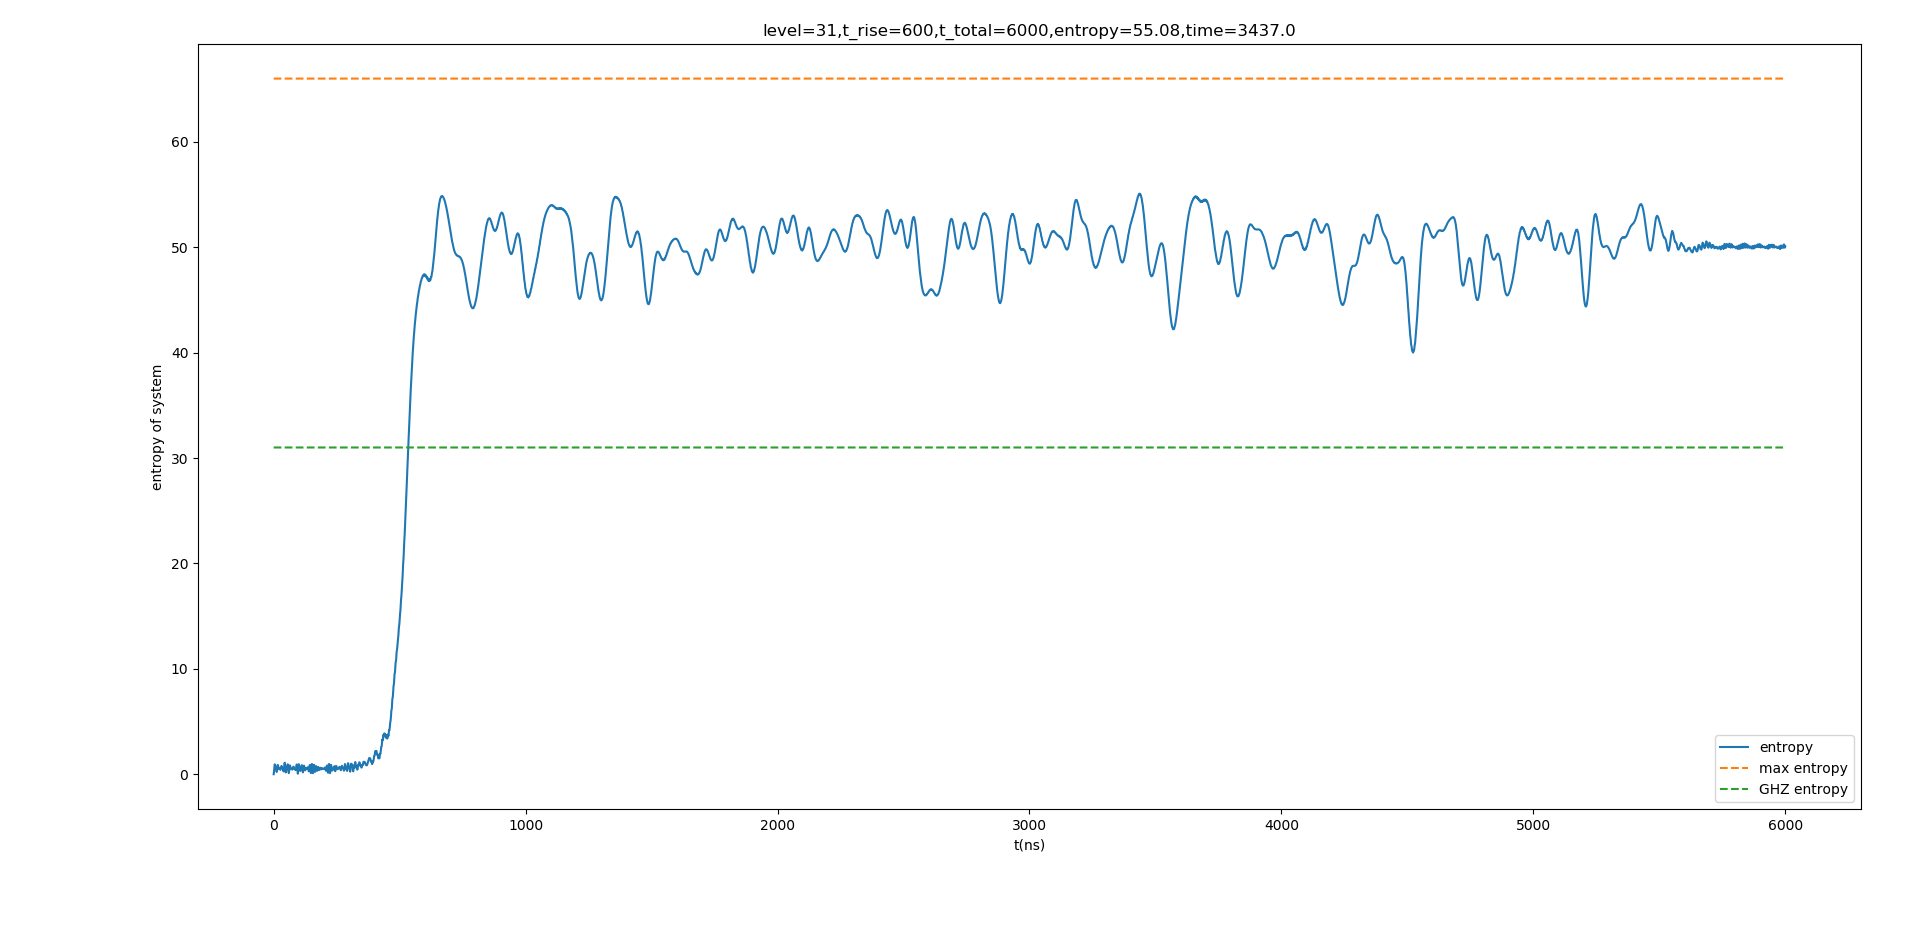 level=31,t_rise=600,t_total=6000,entropy=55.08,time=3437.0
entropy of system
60
50
40
30
20
10
0
0 1000 2000 3000 4000 5000 6000
t(ns)
entropy
max entropy
GHZ entropy